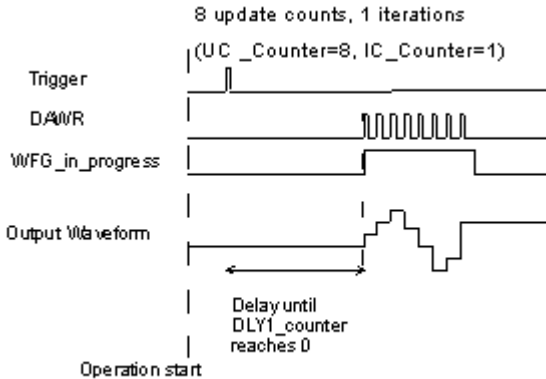 8 update counts, 1 iterations
(UC _Counter=8, IC_Counter=1)
Trigger
DAWR
WFG_in_progress
Output Waveform
Delay until
DLY1_counter
reaches 0
Operation start